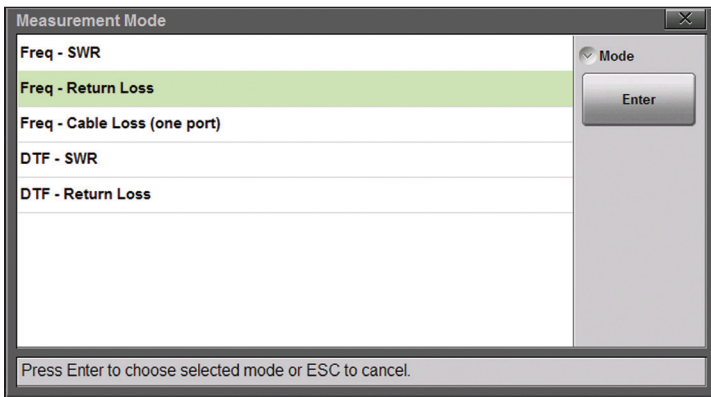 Measurement Mode
Freq - SWR
Mode
Freq - Return Loss
Enter
Freq - Cable Loss (one port)
DTF - SWR
DTF - Return Loss
Press Enter to choose selected mode or ESC to cancel.